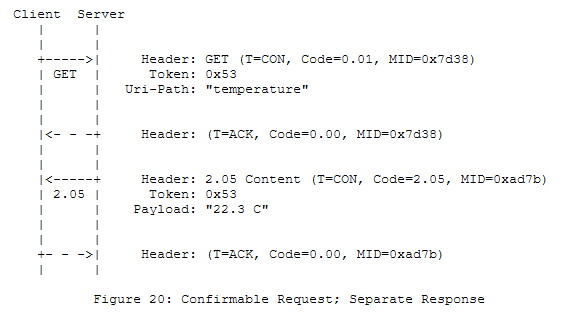 Client Server
Header: GET (T=CON, Code=0.01, MID=0x7d38)
GET Token: 0x53
Uri-Path: "temperature"
Header: (T=ACK, Code=0.00, MID=0x7d38)
Header: 2.05 Content (T=CON, Code=2.05, MID=0xad7b)
2.05 Token: 0x53
Payload: "22.3 C"
Header: (T=ACK, Code=0.00, MID=0xad7b)
Figure 20: Confirmable Request; Separate Response